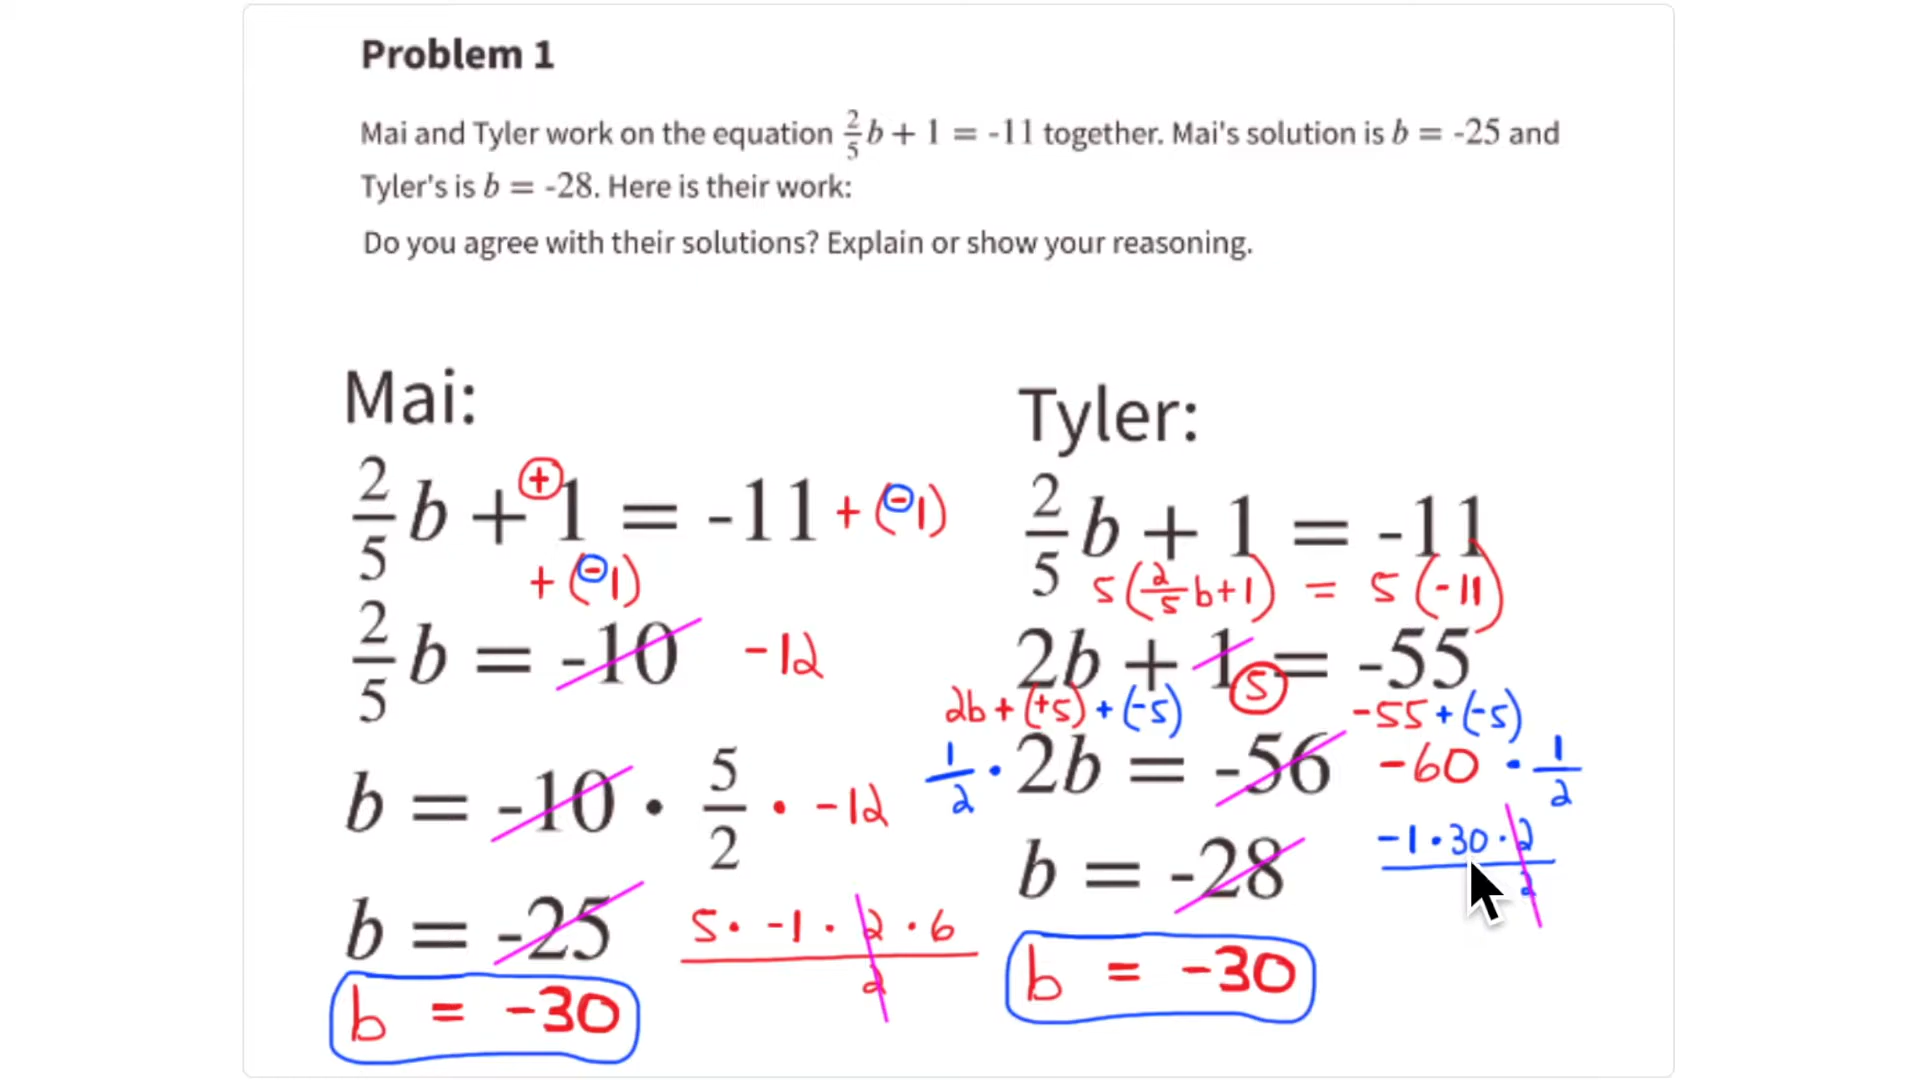 Problem 1
Mai and Tyler work on the equation 2/5 b + 1 = -11 together. Mai's solution is b = -25 and
Tyler's is b = -28. Here is their work:
Do you agree with their solutions? Explain or show your reasoning.
Mai:
2/5 b + + 1 = -11 + (-1)
+ (-1)
2/5 b = -10 -12
b = -10 • 5/2 • -12
b = -25
5 • -1 • 2 • 6 / 2
b = -30
Tyler:
2/5 b + 1 = -11
5 (2/5 b + 1) = 5 (-11)
2b + 1 5 = -55
2b + (+5) + (-5) -55 + (-5)
1/2 • 2b = -56 -60 • 1/2
b = -28
-1 • 30 • 2 / 2
b = -30